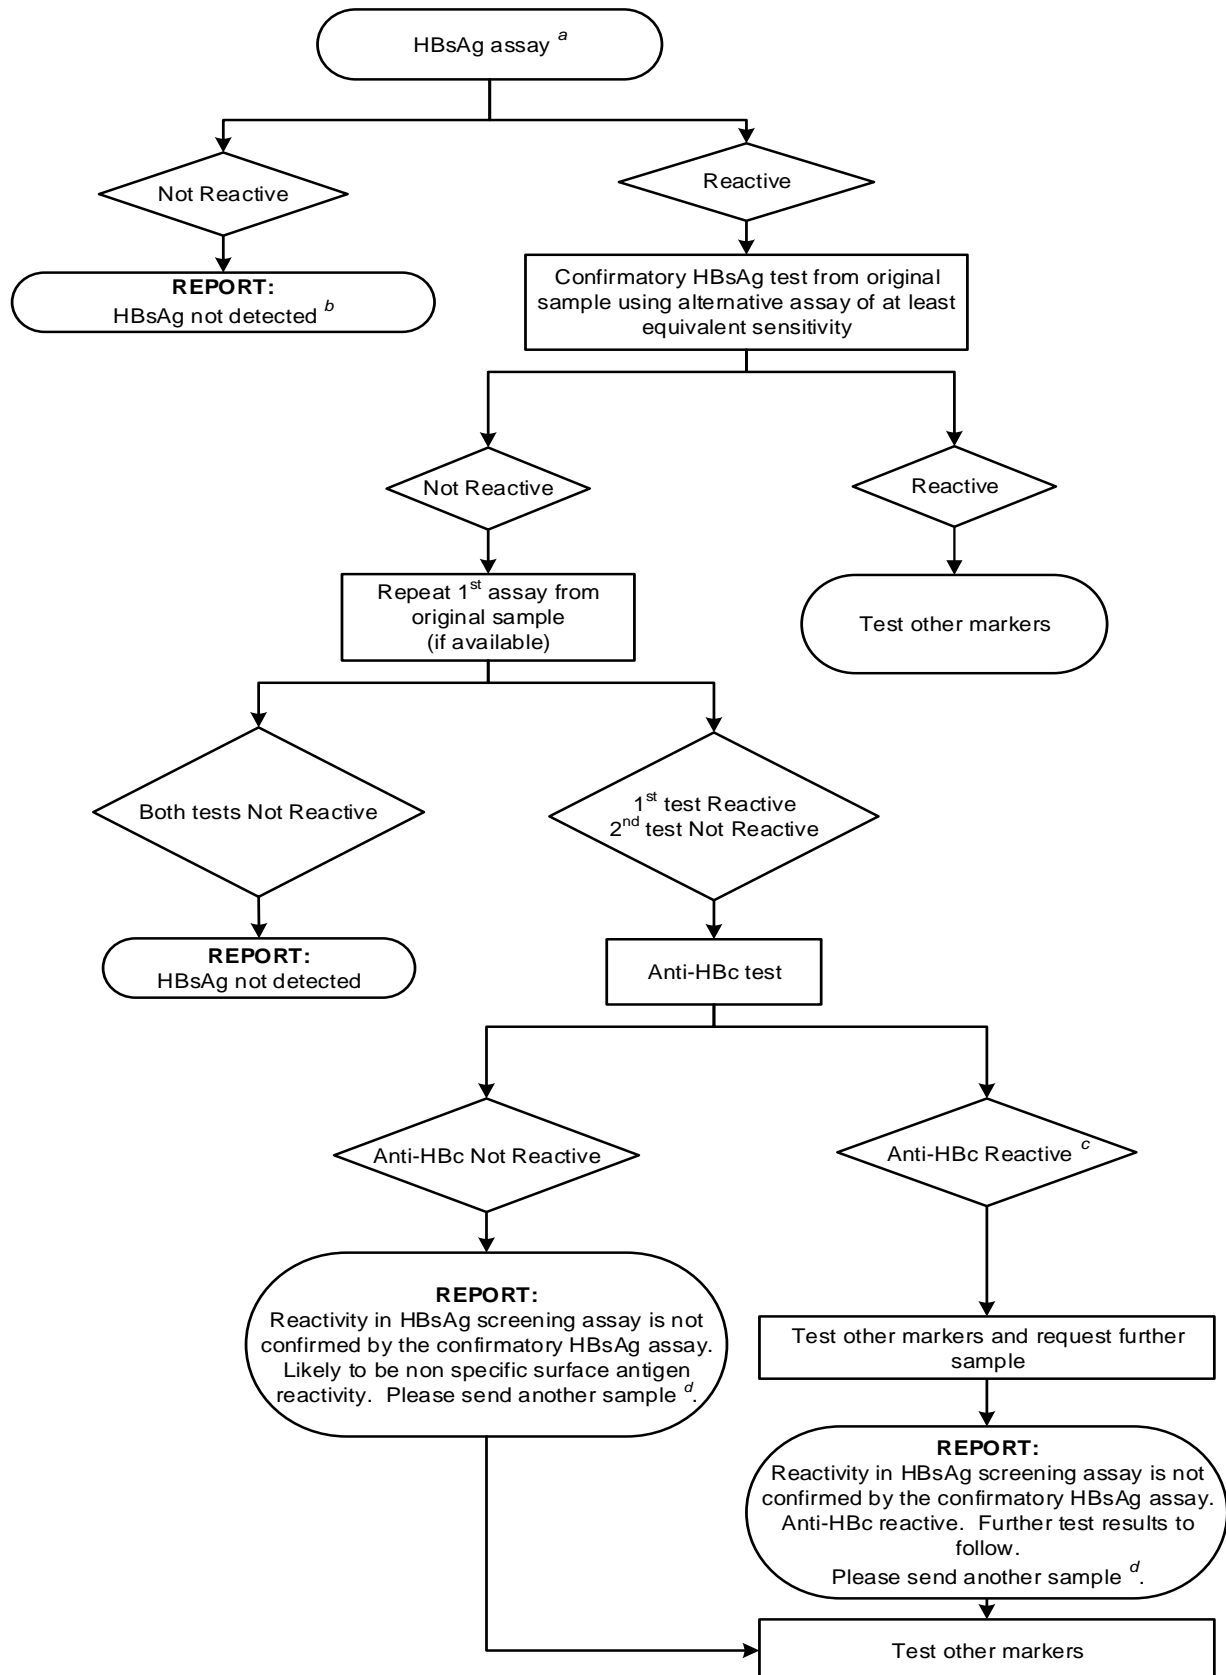 HBsAg assay a
Not Reactive
Reactive
REPORT:
HBsAg not detected b
Confirmatory HBsAg test from original
sample using alternative assay of at least
equivalent sensitivity
Not Reactive
Reactive
Repeat 1st assay from
original sample
(if available)
Test other markers
Both tests Not Reactive
1st test Reactive
2nd test Not Reactive
REPORT:
HBsAg not detected
Anti-HBc test
Anti-HBc Not Reactive
Anti-HBc Reactive c
REPORT:
Reactivity in HBsAg screening assay is not
confirmed by the confirmatory HBsAg assay.
Likely to be non specific surface antigen
reactivity. Please send another sample d.
Test other markers and request further
sample
REPORT:
Reactivity in HBsAg screening assay is not
confirmed by the confirmatory HBsAg assay.
Anti-HBc reactive. Further test results to
follow.
Please send another sample d.
Test other markers